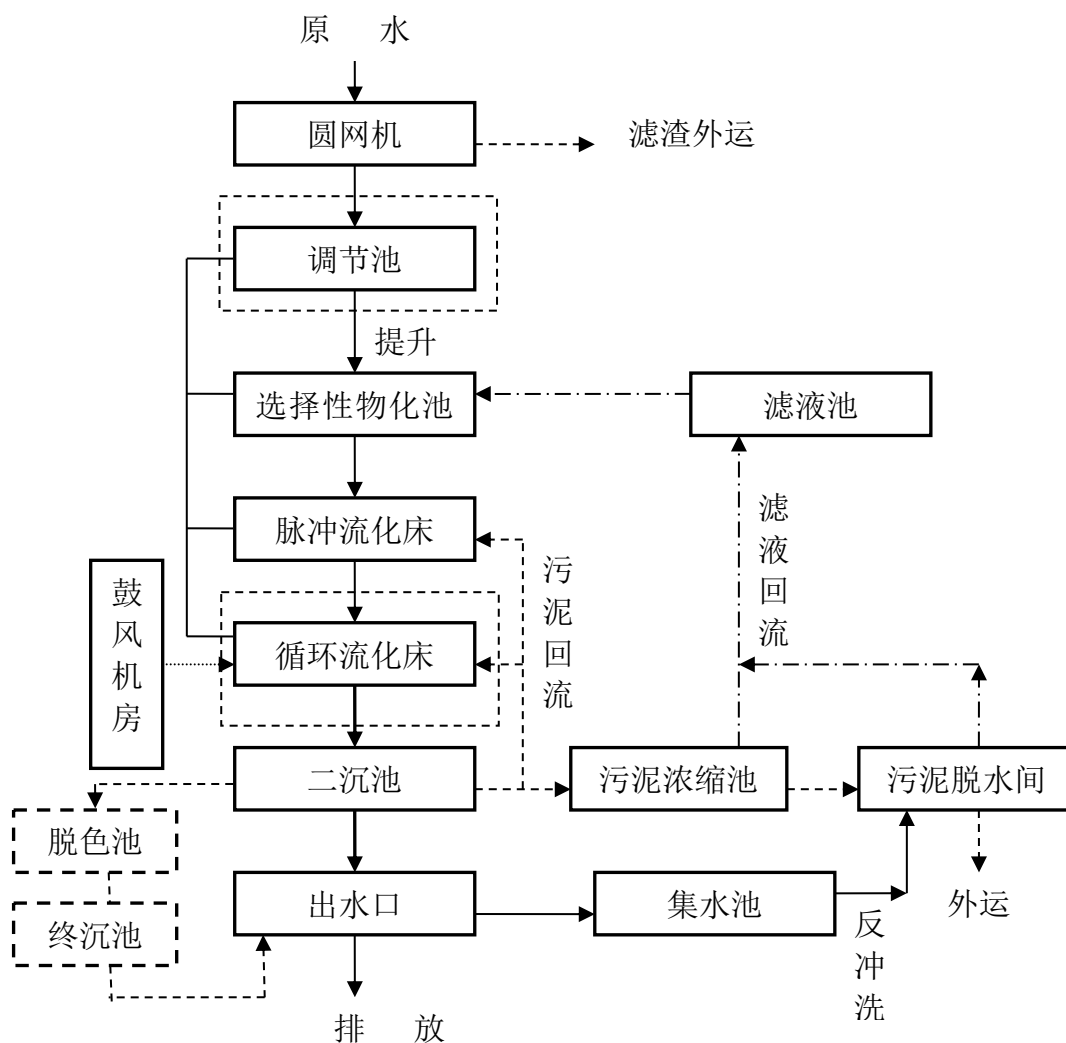 原 水
圆网机
滤渣外运
调节池
提升
选择性物化池
滤液池
脉冲流化床
滤液回流
污泥回流
鼓风机房
循环流化床
二沉池
污泥浓缩池
污泥脱水间
脱色池
出水口
集水池
外运
终沉池
反冲洗
排 放